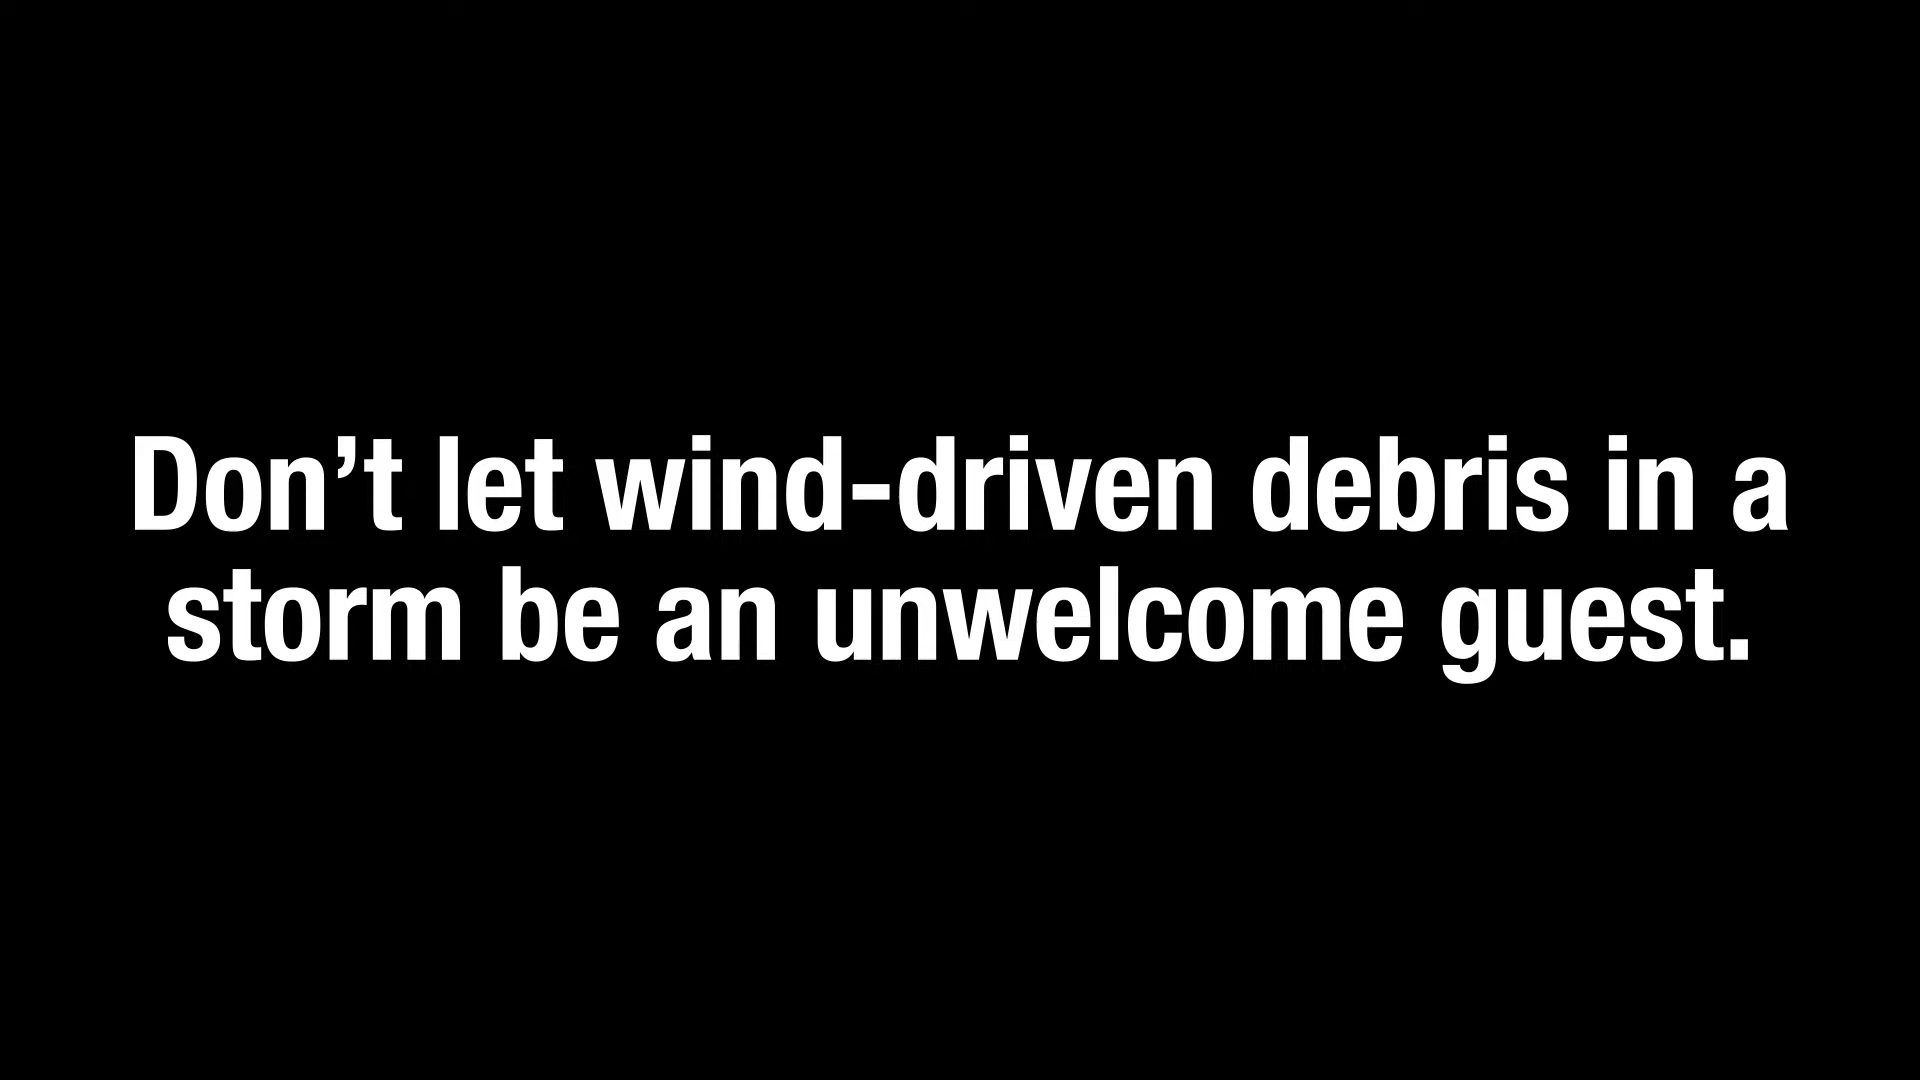 Don’t let wind-driven debris in a
storm be an unwelcome guest.